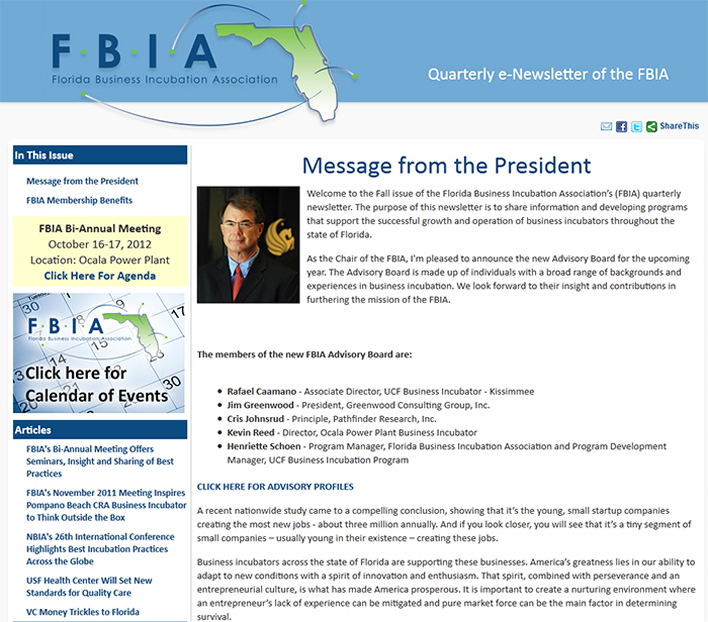 F·B·I·A
Florida Business Incubation Association
Quarterly e-Newsletter of the FBIA
ShareThis
In This Issue
Message from the President
FBIA Membership Benefits
FBIA Bi-Annual Meeting
October 16-17, 2012
Location: Ocala Power Plant
Click Here For Agenda
30
31
F·B·I·A
Florida Business Incubation Association
Click here for
Calendar of Events
17
30
Articles
FBIA's Bi-Annual Meeting Offers
Seminars, Insight and Sharing of Best
Practices
FBIA's November 2011 Meeting Inspires
Pompano Beach CRA Business Incubator
to Think Outside the Box
NBIA's 26th International Conference
Highlights Best Incubation Practices
Across the Globe
USF Health Center Will Set New
Standards for Quality Care
VC Money Trickles to Florida
Message from the President
Welcome to the Fall issue of the Florida Business Incubation Association's (FBIA) quarterly
newsletter. The purpose of this newsletter is to share information and developing programs
that support the successful growth and operation of business incubators throughout the
state of Florida.
As the Chair of the FBIA, I'm pleased to announce the new Advisory Board for the upcoming
year. The Advisory Board is made up of individuals with a broad range of backgrounds and
experiences in business incubation. We look forward to their insight and contributions in
furthering the mission of the FBIA.
The members of the new FBIA Advisory Board are:
• Rafael Caamano - Associate Director, UCF Business Incubator - Kissimmee
• Jim Greenwood - President, Greenwood Consulting Group, Inc.
• Cris Johnsrud - Principle, Pathfinder Research, Inc.
• Kevin Reed - Director, Ocala Power Plant Business Incubator
• Henriette Schoen - Program Manager, Florida Business Incubation Association and Program Development
Manager, UCF Business Incubation Program
CLICK HERE FOR ADVISORY PROFILES
A recent nationwide study came to a compelling conclusion, showing that it's the young, small startup companies
creating the most new jobs - about three million annually. And if you look closer, you will see that it's a tiny segment of
small companies – usually young in their existence – creating these jobs.
Business incubators across the state of Florida are supporting these businesses. America's greatness lies in our ability to
adapt to new conditions with a spirit of innovation and enthusiasm. That spirit, combined with perseverance and an
entrepreneurial culture, is what has made America prosperous. It is important to create a nurturing environment where
an entrepreneur's lack of experience can be mitigated and pure market force can be the main factor in determining
survival.